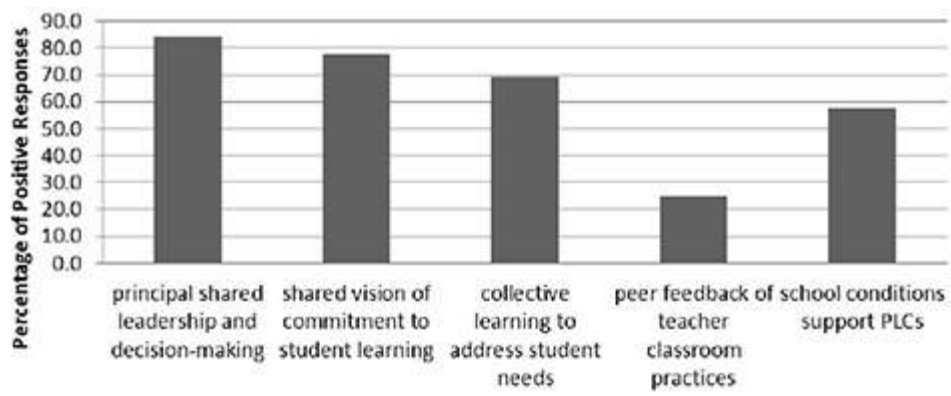 Percentage of Positive Responses
90.0
80.0
70.0
60.0
50.0
40.0
30.0
20.0
10.0
0.0
principal shared
leadership and
decision-making
shared vision of
commitment to
student learning
collective
learning to
address student
needs
peer feedback of
teacher
classroom
practices
school conditions
support PLCs